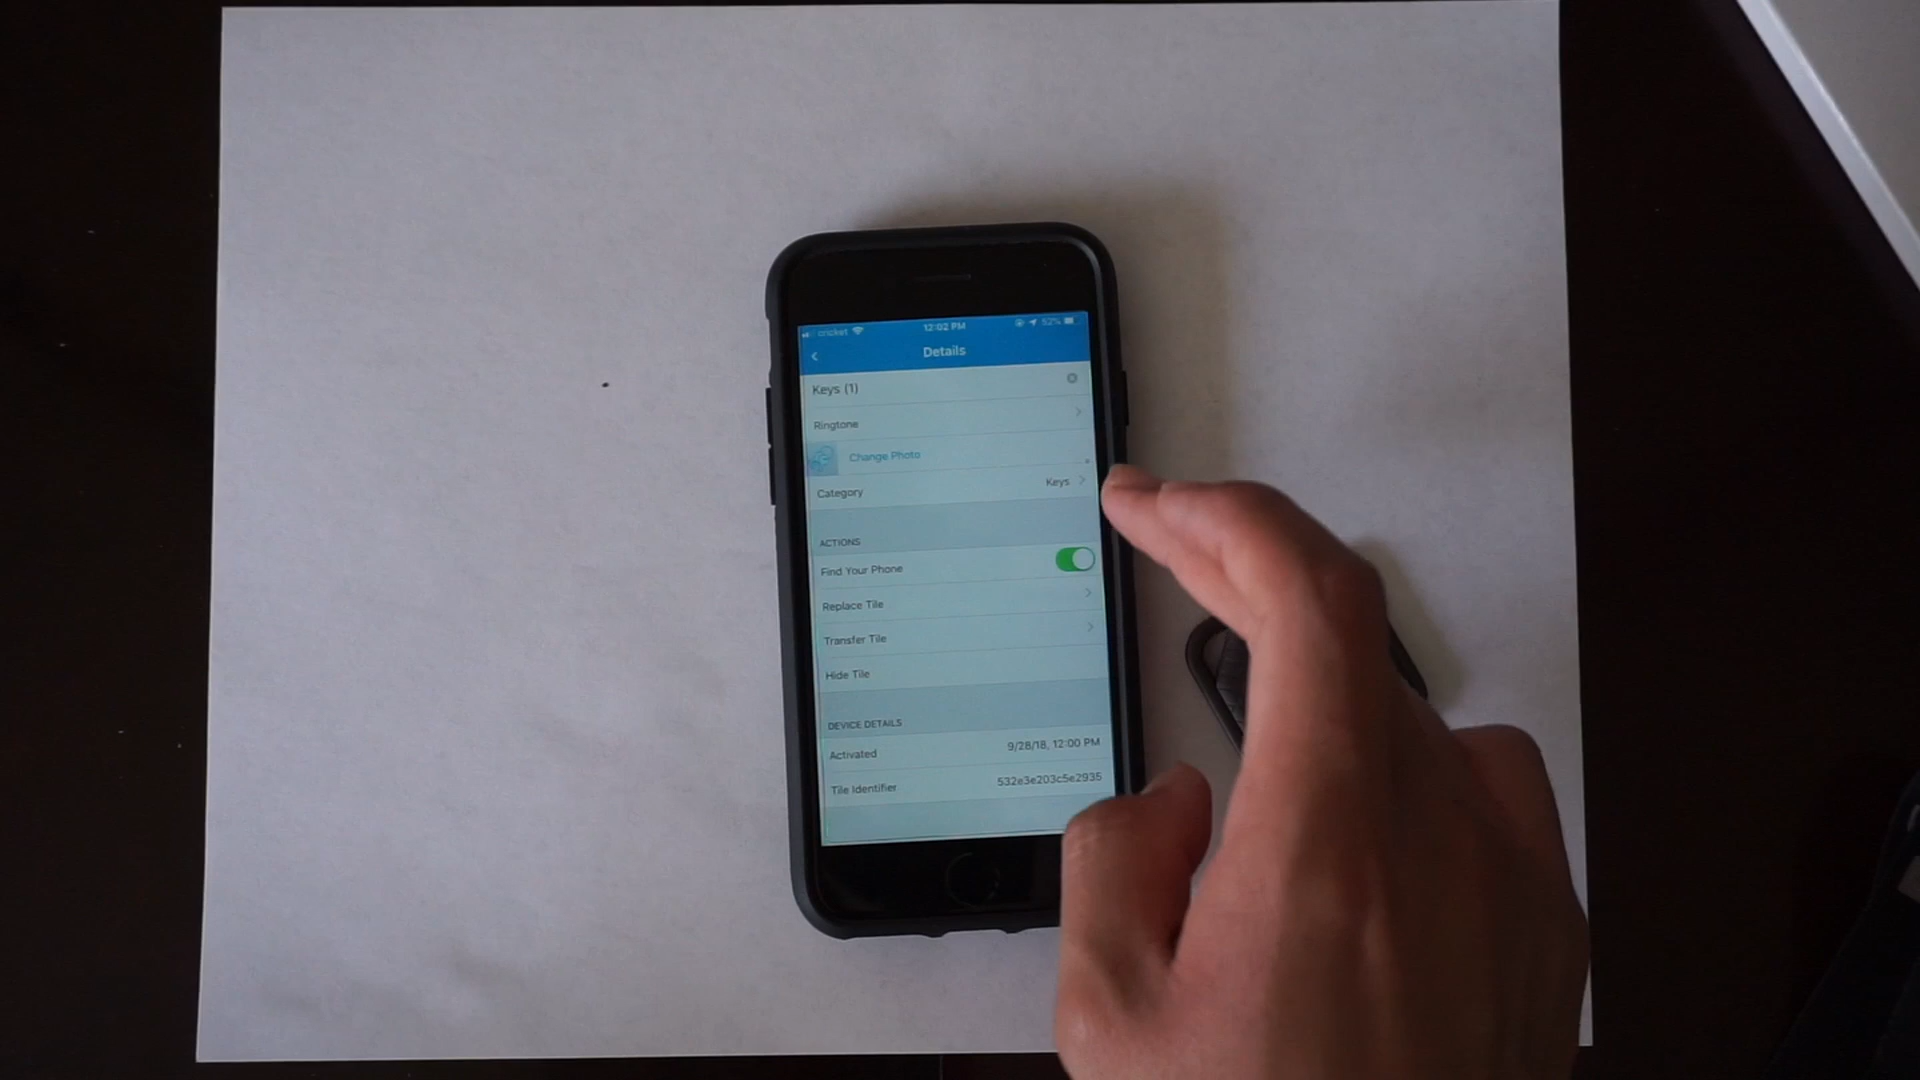 cricket 12:02 PM 52%
Details
Keys (1)
Ringtone
Change Photo
Category Keys
ACTIONS
Find Your Phone
Replace Tile
Transfer Tile
Hide Tile
DEVICE DETAILS
Activated 9/28/18, 12:00 PM
Tile Identifier 532e3e203c5e2935